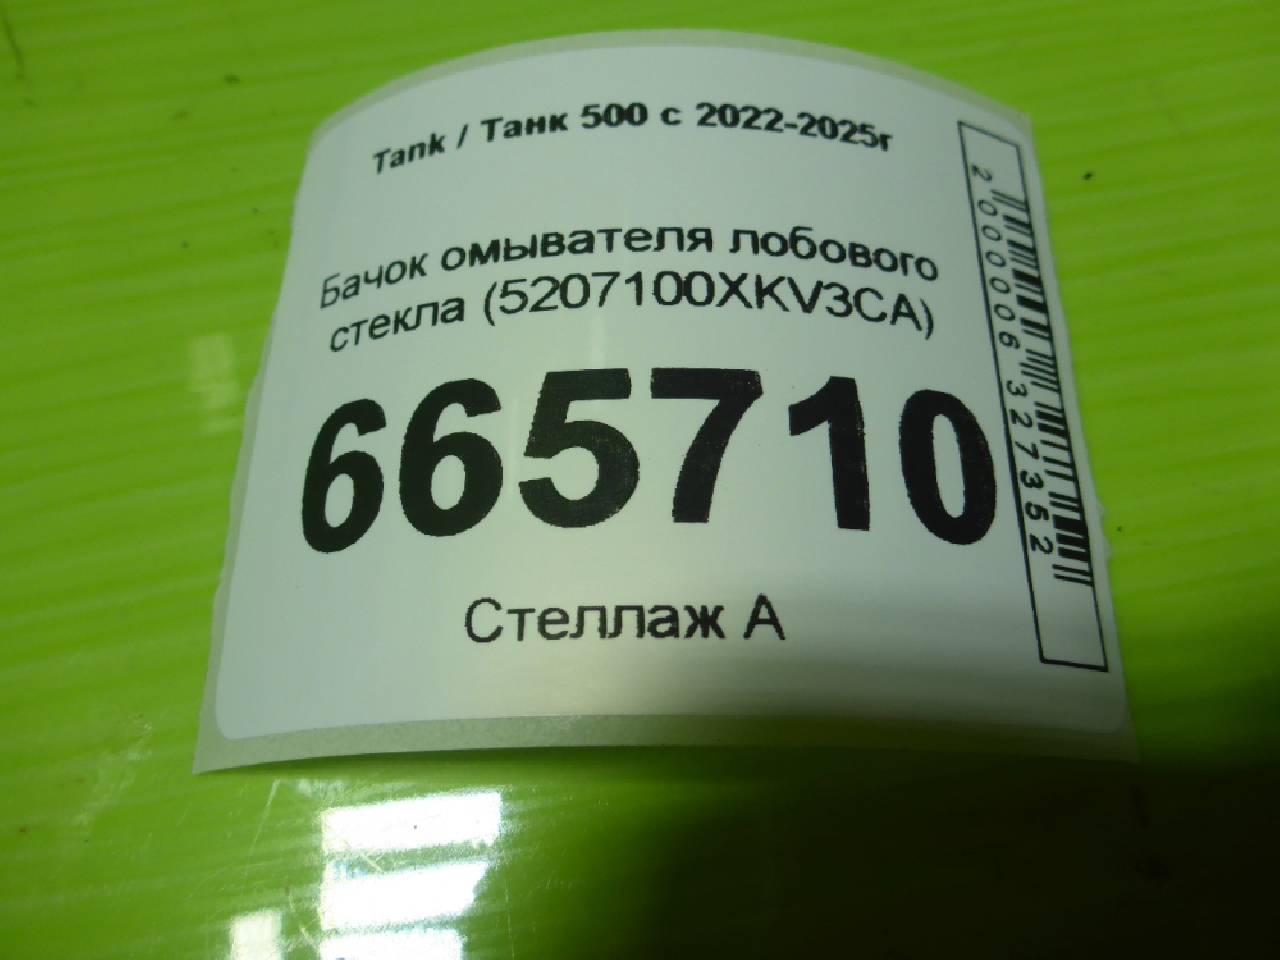 Tank / Танк 500 с 2022-2025г
Бачок омывателя лобового
стекла (5207100XKV3CA)
665710
Стеллаж А
2000006327352